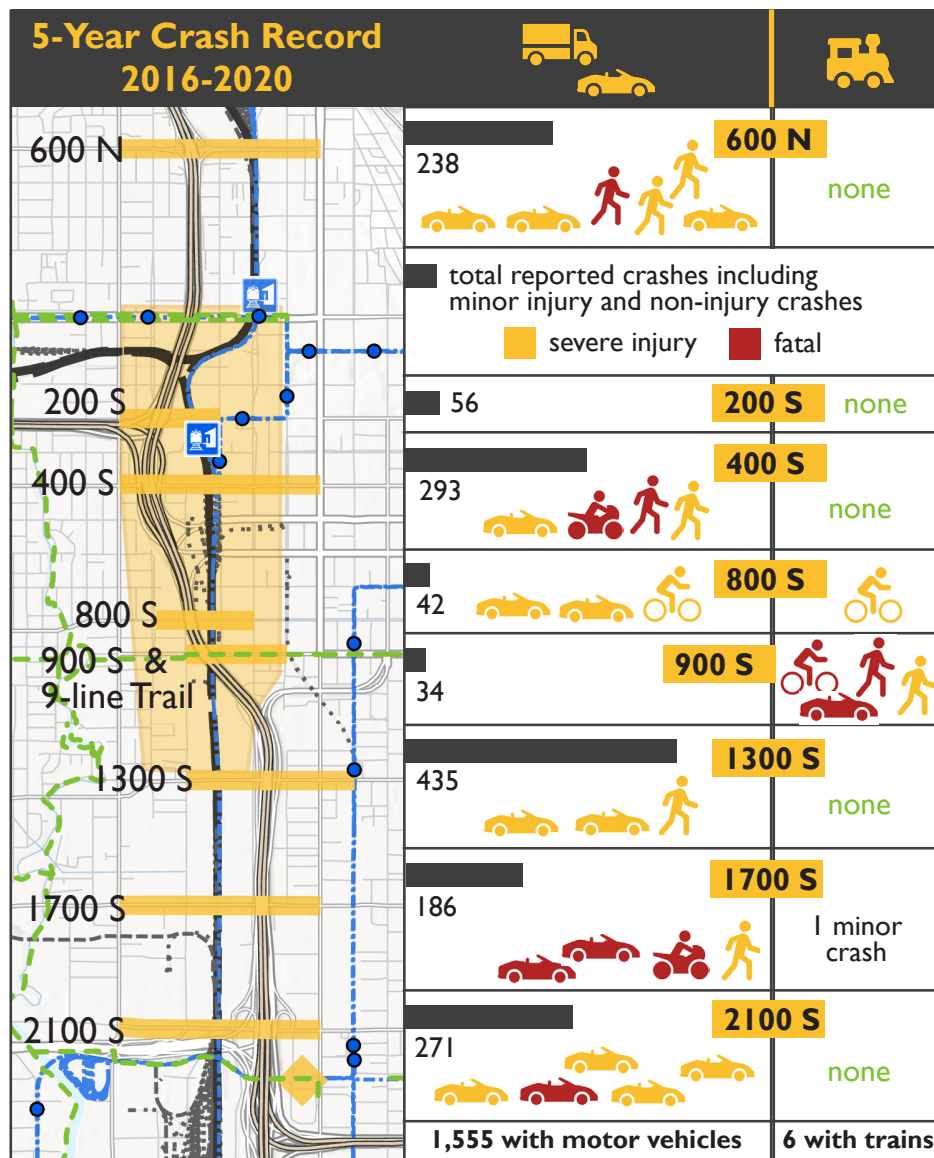 5-Year Crash Record
2016-2020
600 N
238
600 N
none
total reported crashes including
minor injury and non-injury crashes
severe injury
fatal
200 S
56
200 S
none
400 S
293
400 S
none
800 S
42
800 S
900 S &
9-line Trail
34
900 S
1300 S
435
1300 S
none
1700 S
186
1700 S
1 minor
crash
2100 S
271
2100 S
none
1,555 with motor vehicles
6 with trains